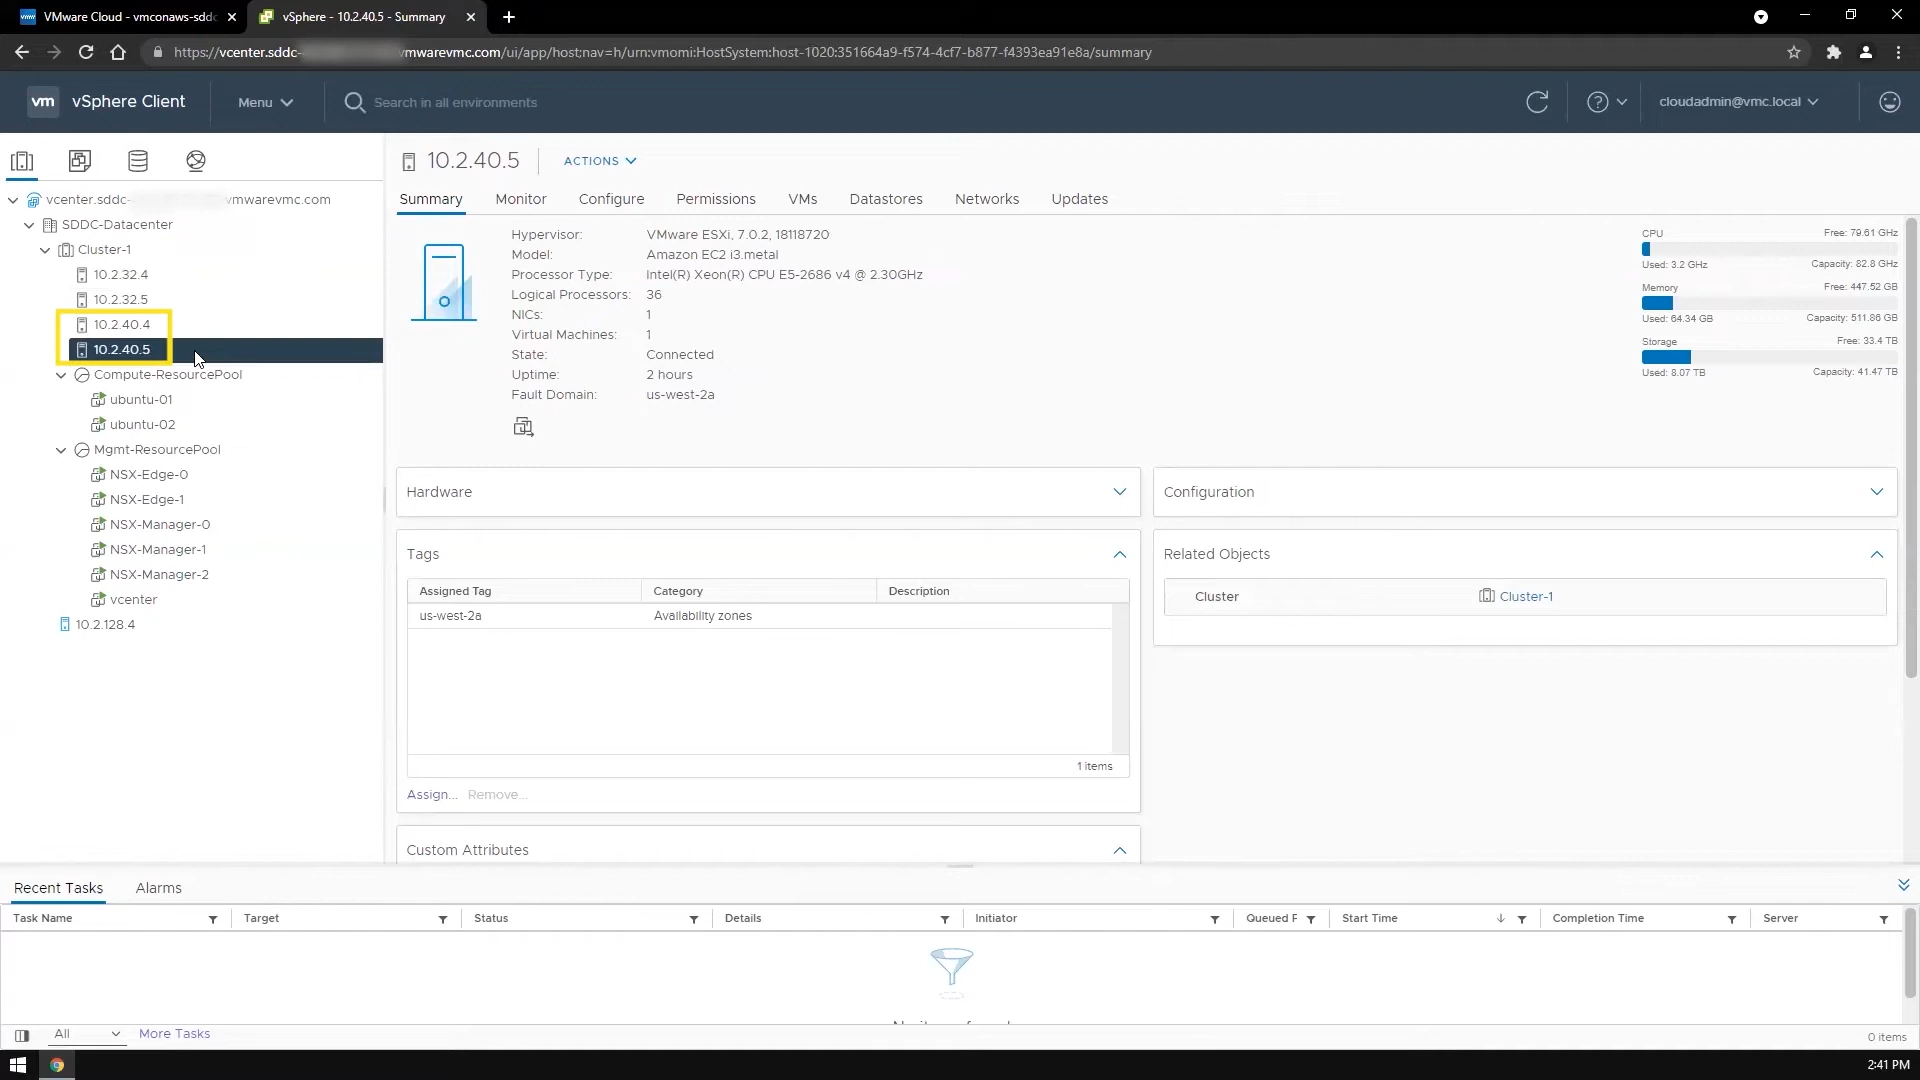 VMware Cloud - vmconaws-sddc
vSphere - 10.2.40.5 - Summary
https://vcenter.sddc- vmwarevmc.com/ui/app/host;nav=h/urn:vmomi:HostSystem:host-1020:351664a9-f574-4cf7-b877-f4393ea91e8a/summary
vm vSphere Client
Menu
Search in all environments
cloudadmin@vmc.local
vcenter.sddc- vmwarevmc.com
SDDC-Datacenter
Cluster-1
10.2.32.4
10.2.32.5
10.2.40.4
10.2.40.5
Compute-ResourcePool
ubuntu-01
ubuntu-02
Mgmt-ResourcePool
NSX-Edge-0
NSX-Edge-1
NSX-Manager-0
NSX-Manager-1
NSX-Manager-2
vcenter
10.2.128.4
10.2.40.5
ACTIONS
Summary Monitor Configure Permissions VMs Datastores Networks Updates
Hypervisor: VMware ESXi, 7.0.2, 18118720
Model: Amazon EC2 i3.metal
Processor Type: Intel(R) Xeon(R) CPU E5-2686 v4 @ 2.30GHz
Logical Processors: 36
NICs: 1
Virtual Machines: 1
State: Connected
Uptime: 2 hours
Fault Domain: us-west-2a
CPU Free: 79.61 GHz
Used: 3.2 GHz Capacity: 82.8 GHz
Memory Free: 447.52 GB
Used: 64.34 GB Capacity: 511.86 GB
Storage Free: 33.4 TB
Used: 8.07 TB Capacity: 41.47 TB
Hardware
Configuration
Tags
Assigned Tag Category Description
us-west-2a Availability zones
1 items
Assign... Remove...
Related Objects
Cluster Cluster-1
Custom Attributes
Recent Tasks Alarms
Task Name Target Status Details Initiator Queued F Start Time Completion Time Server
All More Tasks
0 items
2:41 PM